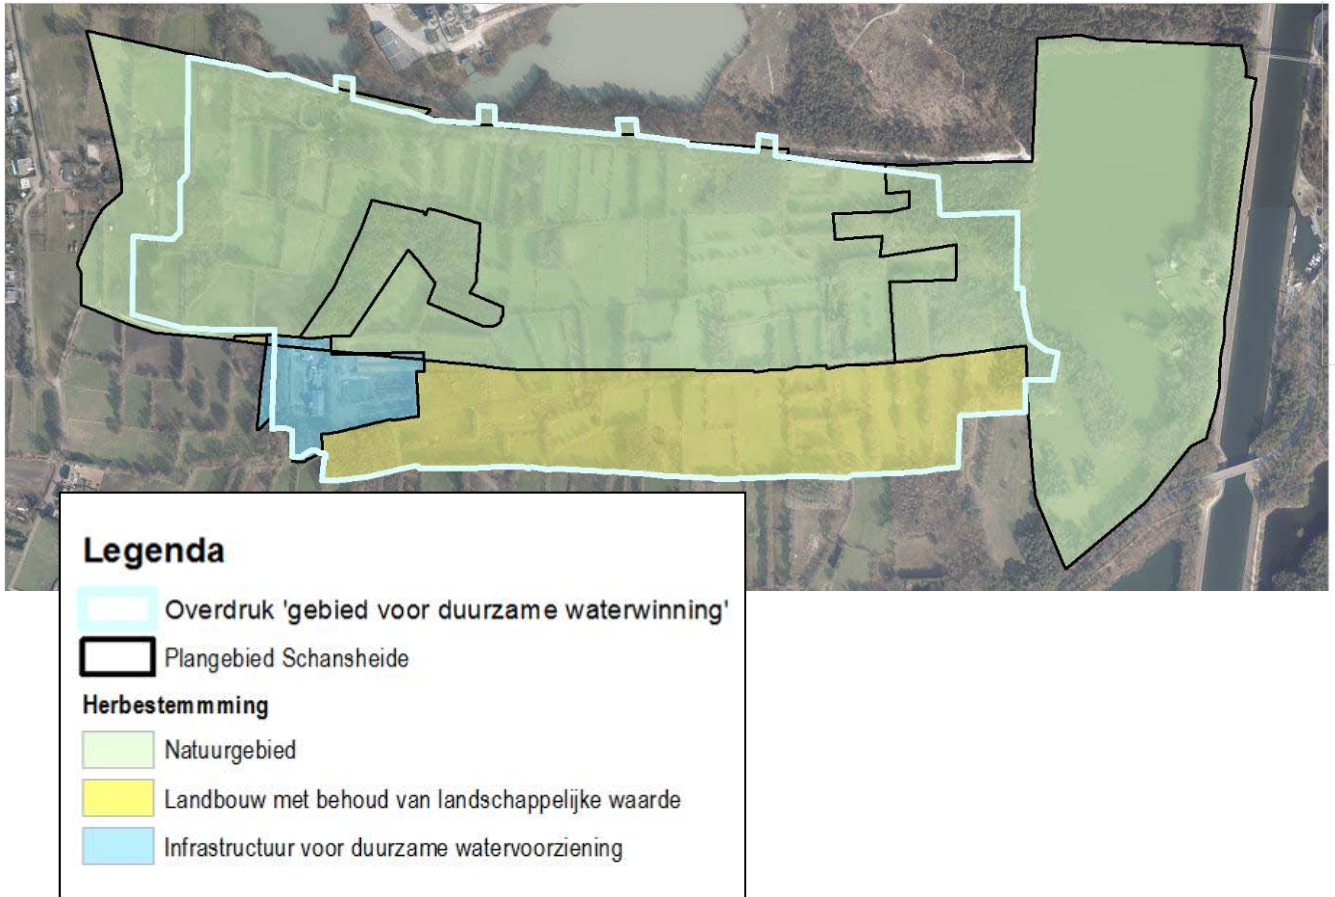 Legenda
Overdruk 'gebied voor duurzame waterwinning'
Plangebied Schansheide
Herbestemmming
Natuurgebied
Landbouw met behoud van landschappelijke waarde
Infrastructuur voor duurzame watervoorziening